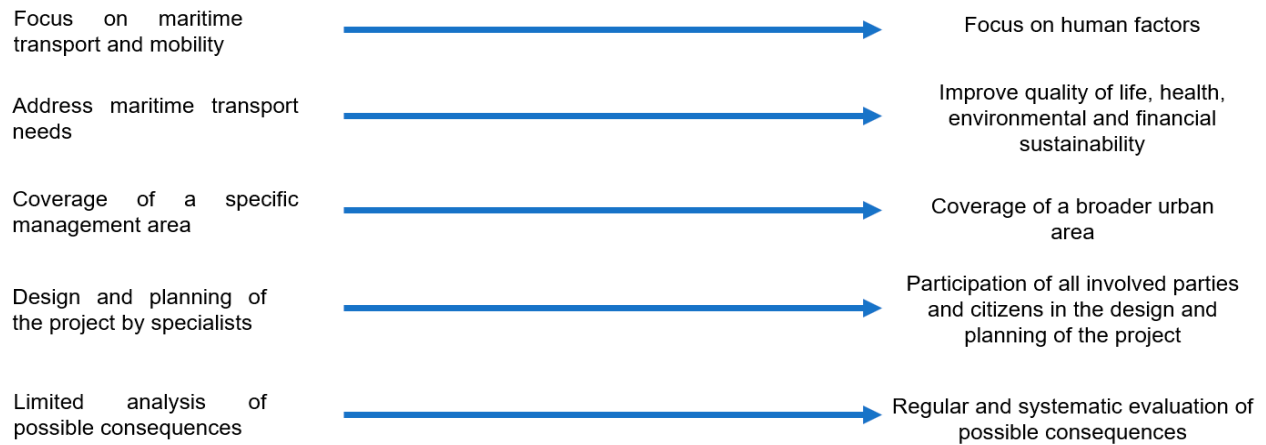 Focus on maritime
transport and mobility
Focus on human factors
Address maritime transport
needs
Improve quality of life, health,
environmental and financial
sustainability
Coverage of a specific
management area
Coverage of a broader urban
area
Design and planning of
the project by specialists
Participation of all involved parties
and citizens in the design and
planning of the project
Limited analysis of
possible consequences
Regular and systematic evaluation of
possible consequences